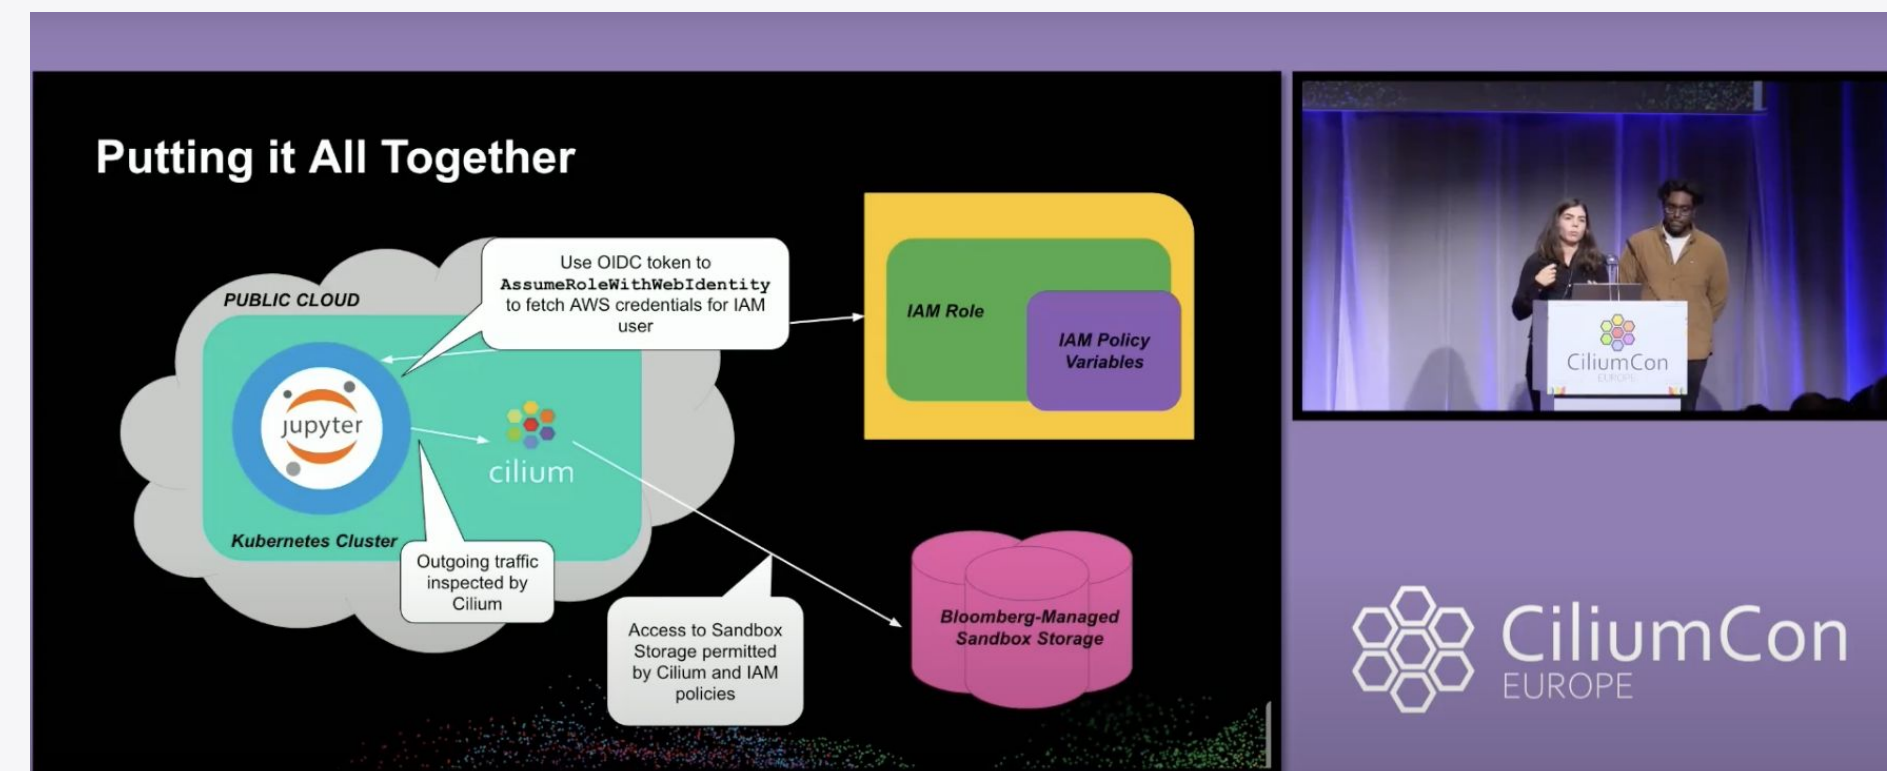 Putting it All Together
PUBLIC CLOUD
Use OIDC token to
AssumeRoleWithWebIdentity
to fetch AWS credentials for IAM
user
IAM Role
IAM Policy
Variables
jupyter
cilium
Kubernetes Cluster
Outgoing traffic
inspected by
Cilium
Access to Sandbox
Storage permitted
by Cilium and IAM
policies
Bloomberg-Managed
Sandbox Storage
CiliumCon
EUROPE
CiliumCon
EUROPE